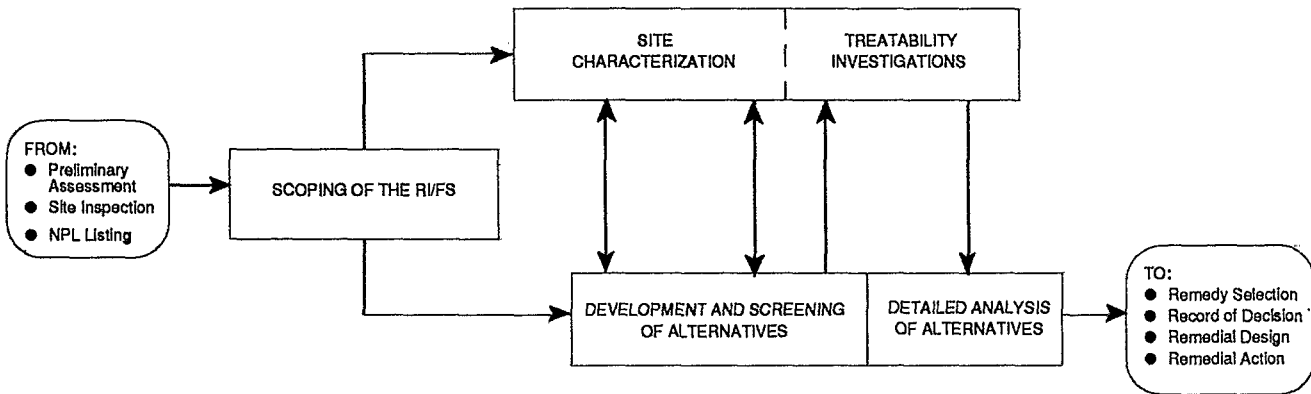 FROM:
● Preliminary
Assessment
● Site Inspection
● NPL Listing
SCOPING OF THE RI/FS
SITE
CHARACTERIZATION
TREATABILITY
INVESTIGATIONS
DEVELOPMENT AND SCREENING
OF ALTERNATIVES
DETAILED ANALYSIS
OF ALTERNATIVES
TO:
● Remedy Selection
● Record of Decision
● Remedial Design
● Remedial Action